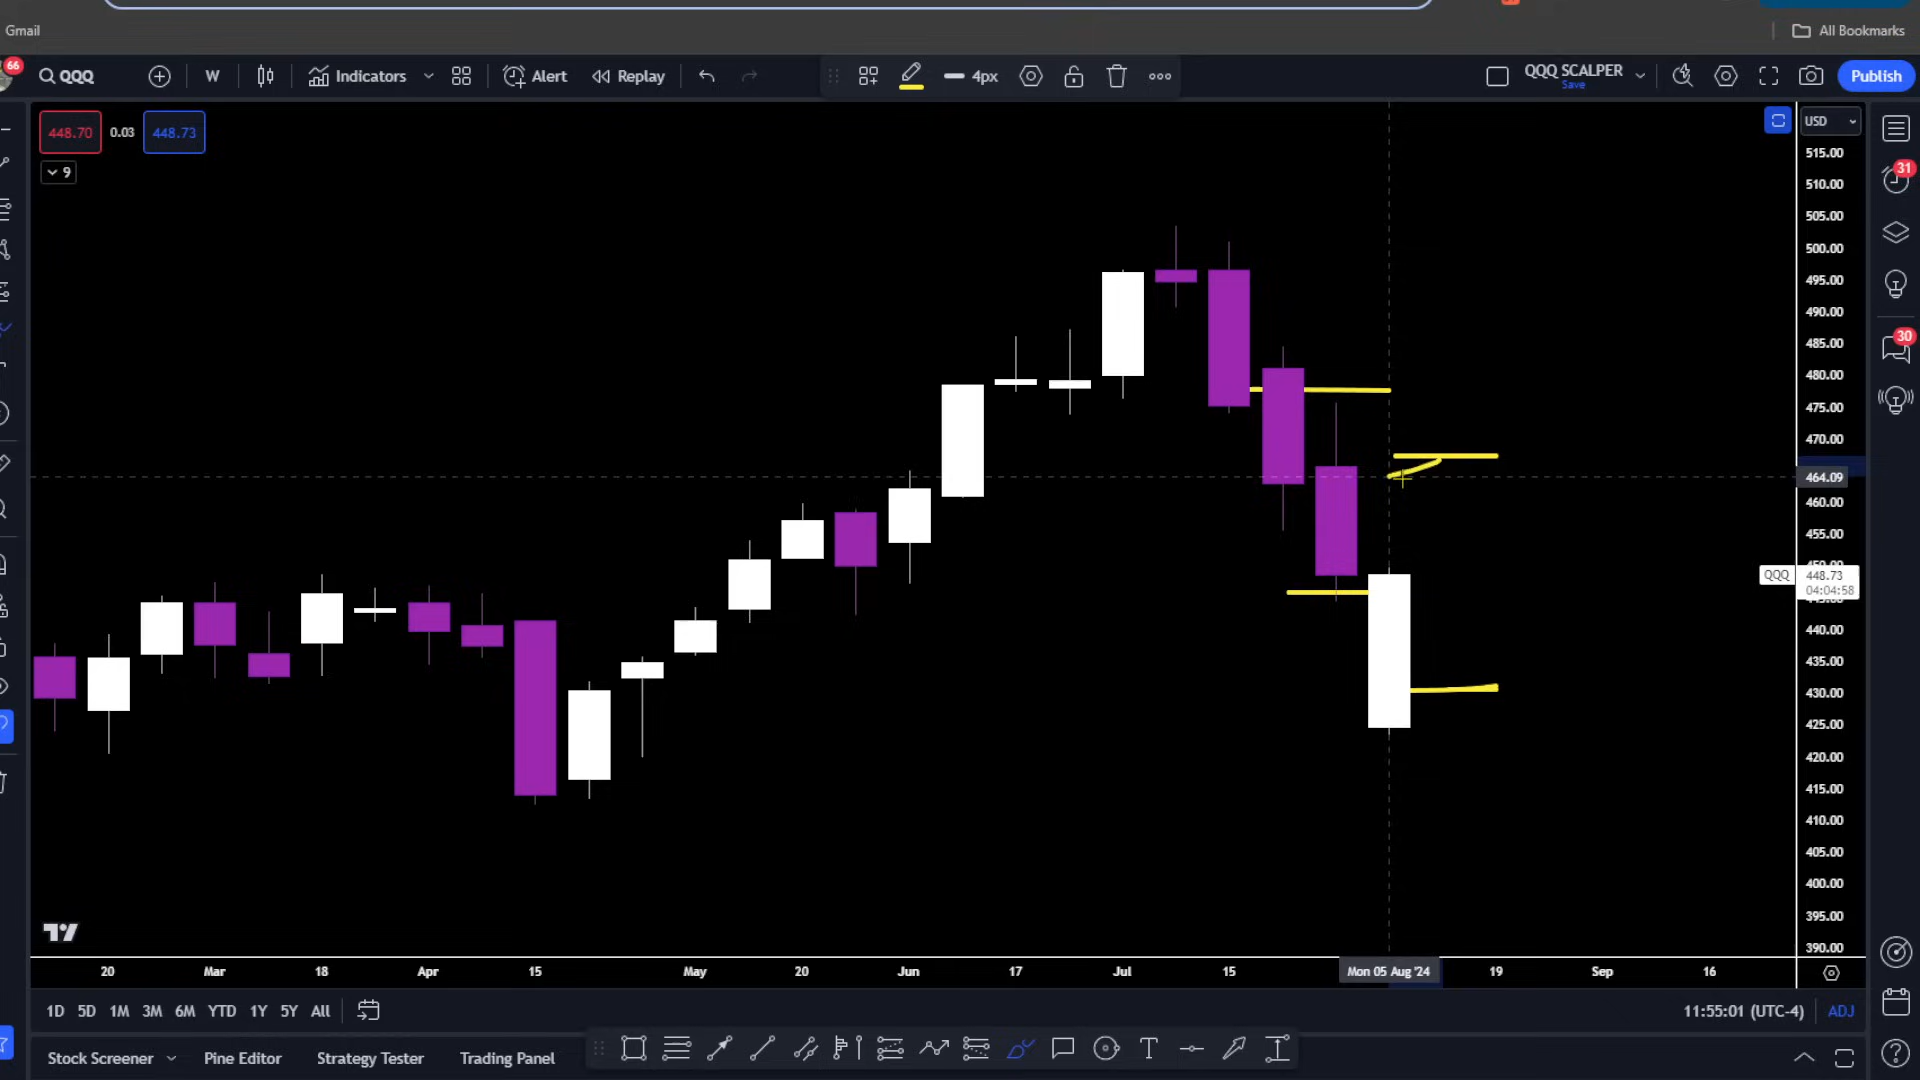 Gmail
All Bookmarks
66
QQQ
W
Indicators
Alert
Replay
4px
QQQ SCALPER
Save
Publish
448.70
0.03
448.73
9
USD
515.00
510.00
505.00
500.00
495.00
490.00
485.00
480.00
475.00
470.00
464.09
460.00
455.00
QQQ
448.73
04:04:58
440.00
435.00
430.00
425.00
420.00
415.00
410.00
405.00
400.00
395.00
390.00
31
30
20
Mar
18
Apr
15
May
20
Jun
17
Jul
15
Mon 05 Aug '24
19
Sep
16
1D
5D
1M
3M
6M
YTD
1Y
5Y
All
11:55:01 (UTC-4)
ADJ
Stock Screener
Pine Editor
Strategy Tester
Trading Panel